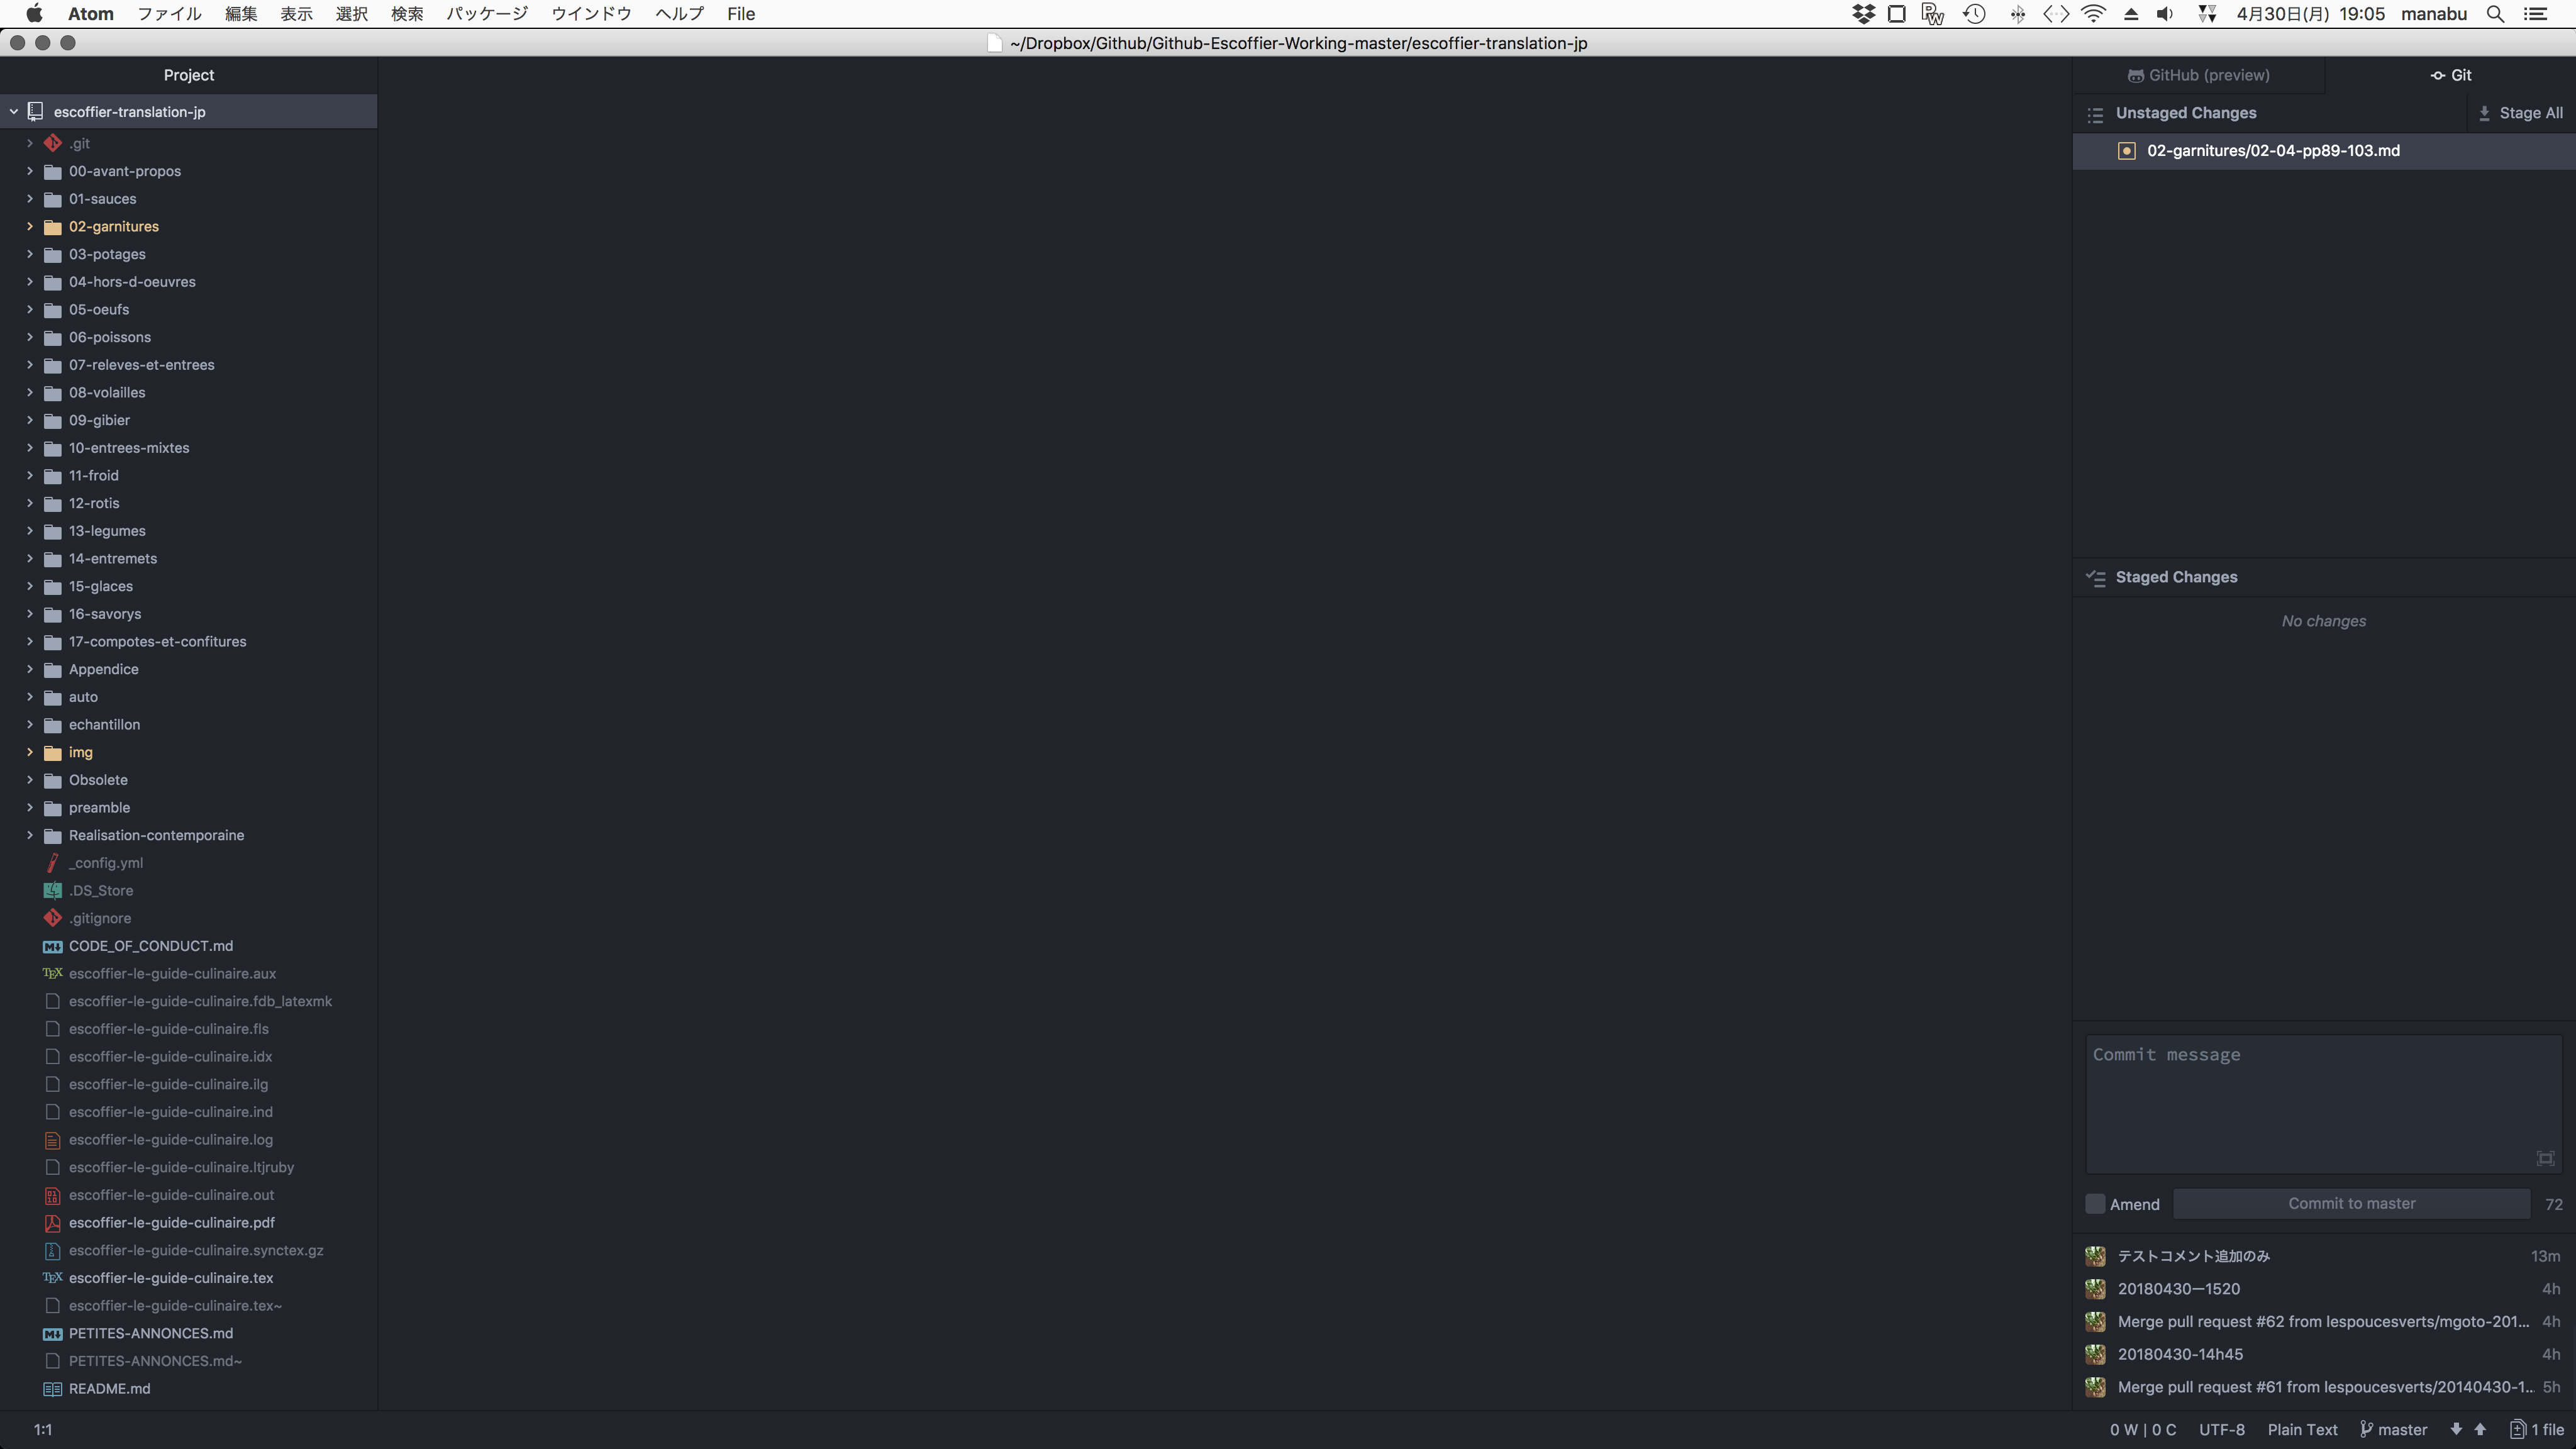 Atom ファイル 編集 表示 選択 検索 パッケージ ウインドウ ヘルプ File 4月30日(月) 19:05 manabu
~/Dropbox/Github/Github-Escoffier-Working-master/escoffier-translation-jp
Project
escoffier-translation-jp
.git
00-avant-propos
01-sauces
02-garnitures
03-potages
04-hors-d-oeuvres
05-oeufs
06-poissons
07-releves-et-entrees
08-volailles
09-gibier
10-entrees-mixtes
11-froid
12-rotis
13-legumes
14-entremets
15-glaces
16-savorys
17-compotes-et-confitures
Appendice
auto
echantillon
img
Obsolete
preamble
Realisation-contemporaine
_config.yml
.DS_Store
.gitignore
CODE_OF_CONDUCT.md
escoffier-le-guide-culinaire.aux
escoffier-le-guide-culinaire.fdb_latexmk
escoffier-le-guide-culinaire.fls
escoffier-le-guide-culinaire.idx
escoffier-le-guide-culinaire.ilg
escoffier-le-guide-culinaire.ind
escoffier-le-guide-culinaire.log
escoffier-le-guide-culinaire.ltjruby
escoffier-le-guide-culinaire.out
escoffier-le-guide-culinaire.pdf
escoffier-le-guide-culinaire.synctex.gz
escoffier-le-guide-culinaire.tex
escoffier-le-guide-culinaire.tex~
PETITES-ANNONCES.md
PETITES-ANNONCES.md~
README.md
GitHub (preview) Git
Unstaged Changes Stage All
02-garnitures/02-04-pp89-103.md
Staged Changes
No changes
Commit message
Amend Commit to master 72
テストコメント追加のみ 13m
20180430ー1520 4h
Merge pull request #62 from lespoucesverts/mgoto-201... 4h
20180430-14h45 4h
Merge pull request #61 from lespoucesverts/20140430-1... 5h
1:1 0 W | 0 C UTF-8 Plain Text master 1 file